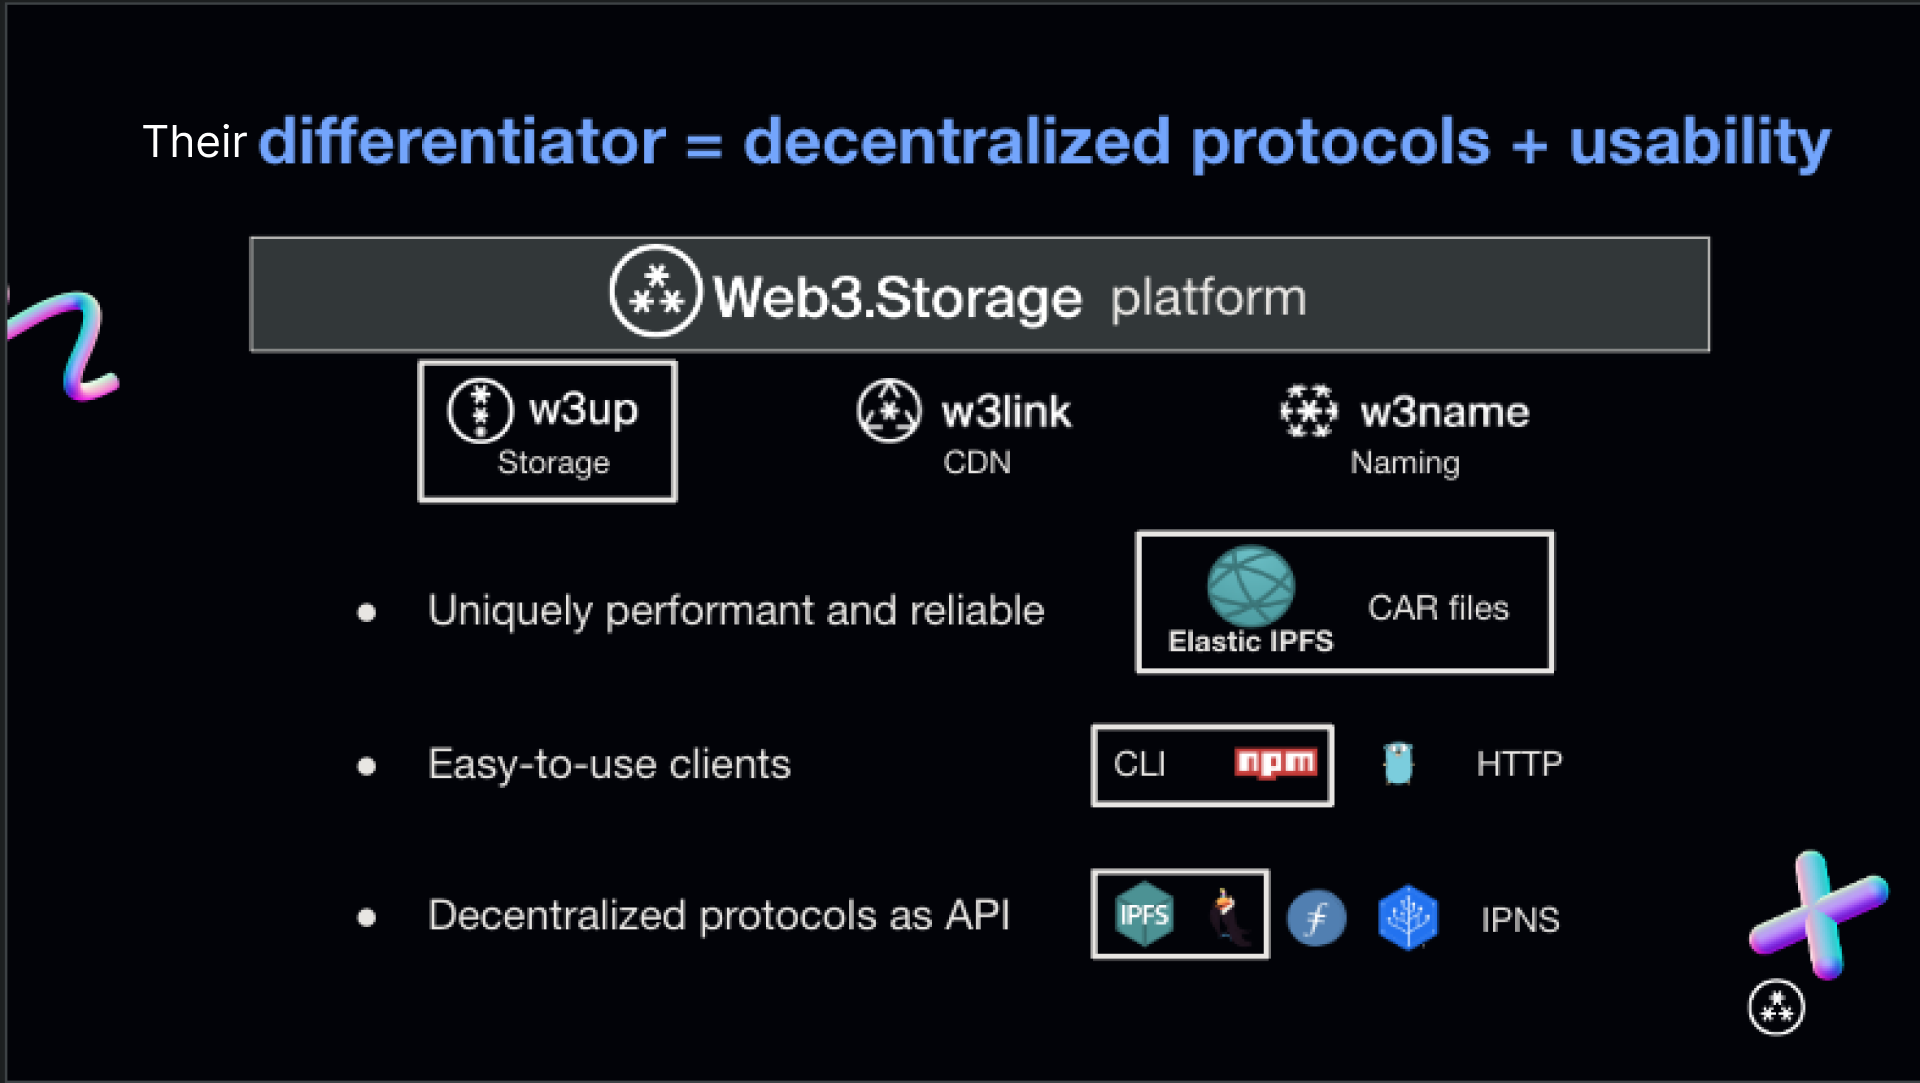 Their differentiator = decentralized protocols + usability
Web3.Storage platform
w3up
Storage
w3link
CDN
w3name
Naming
Uniquely performant and reliable
Elastic IPFS
CAR files
Easy-to-use clients
CLI npm HTTP
Decentralized protocols as API
IPFS IPNS